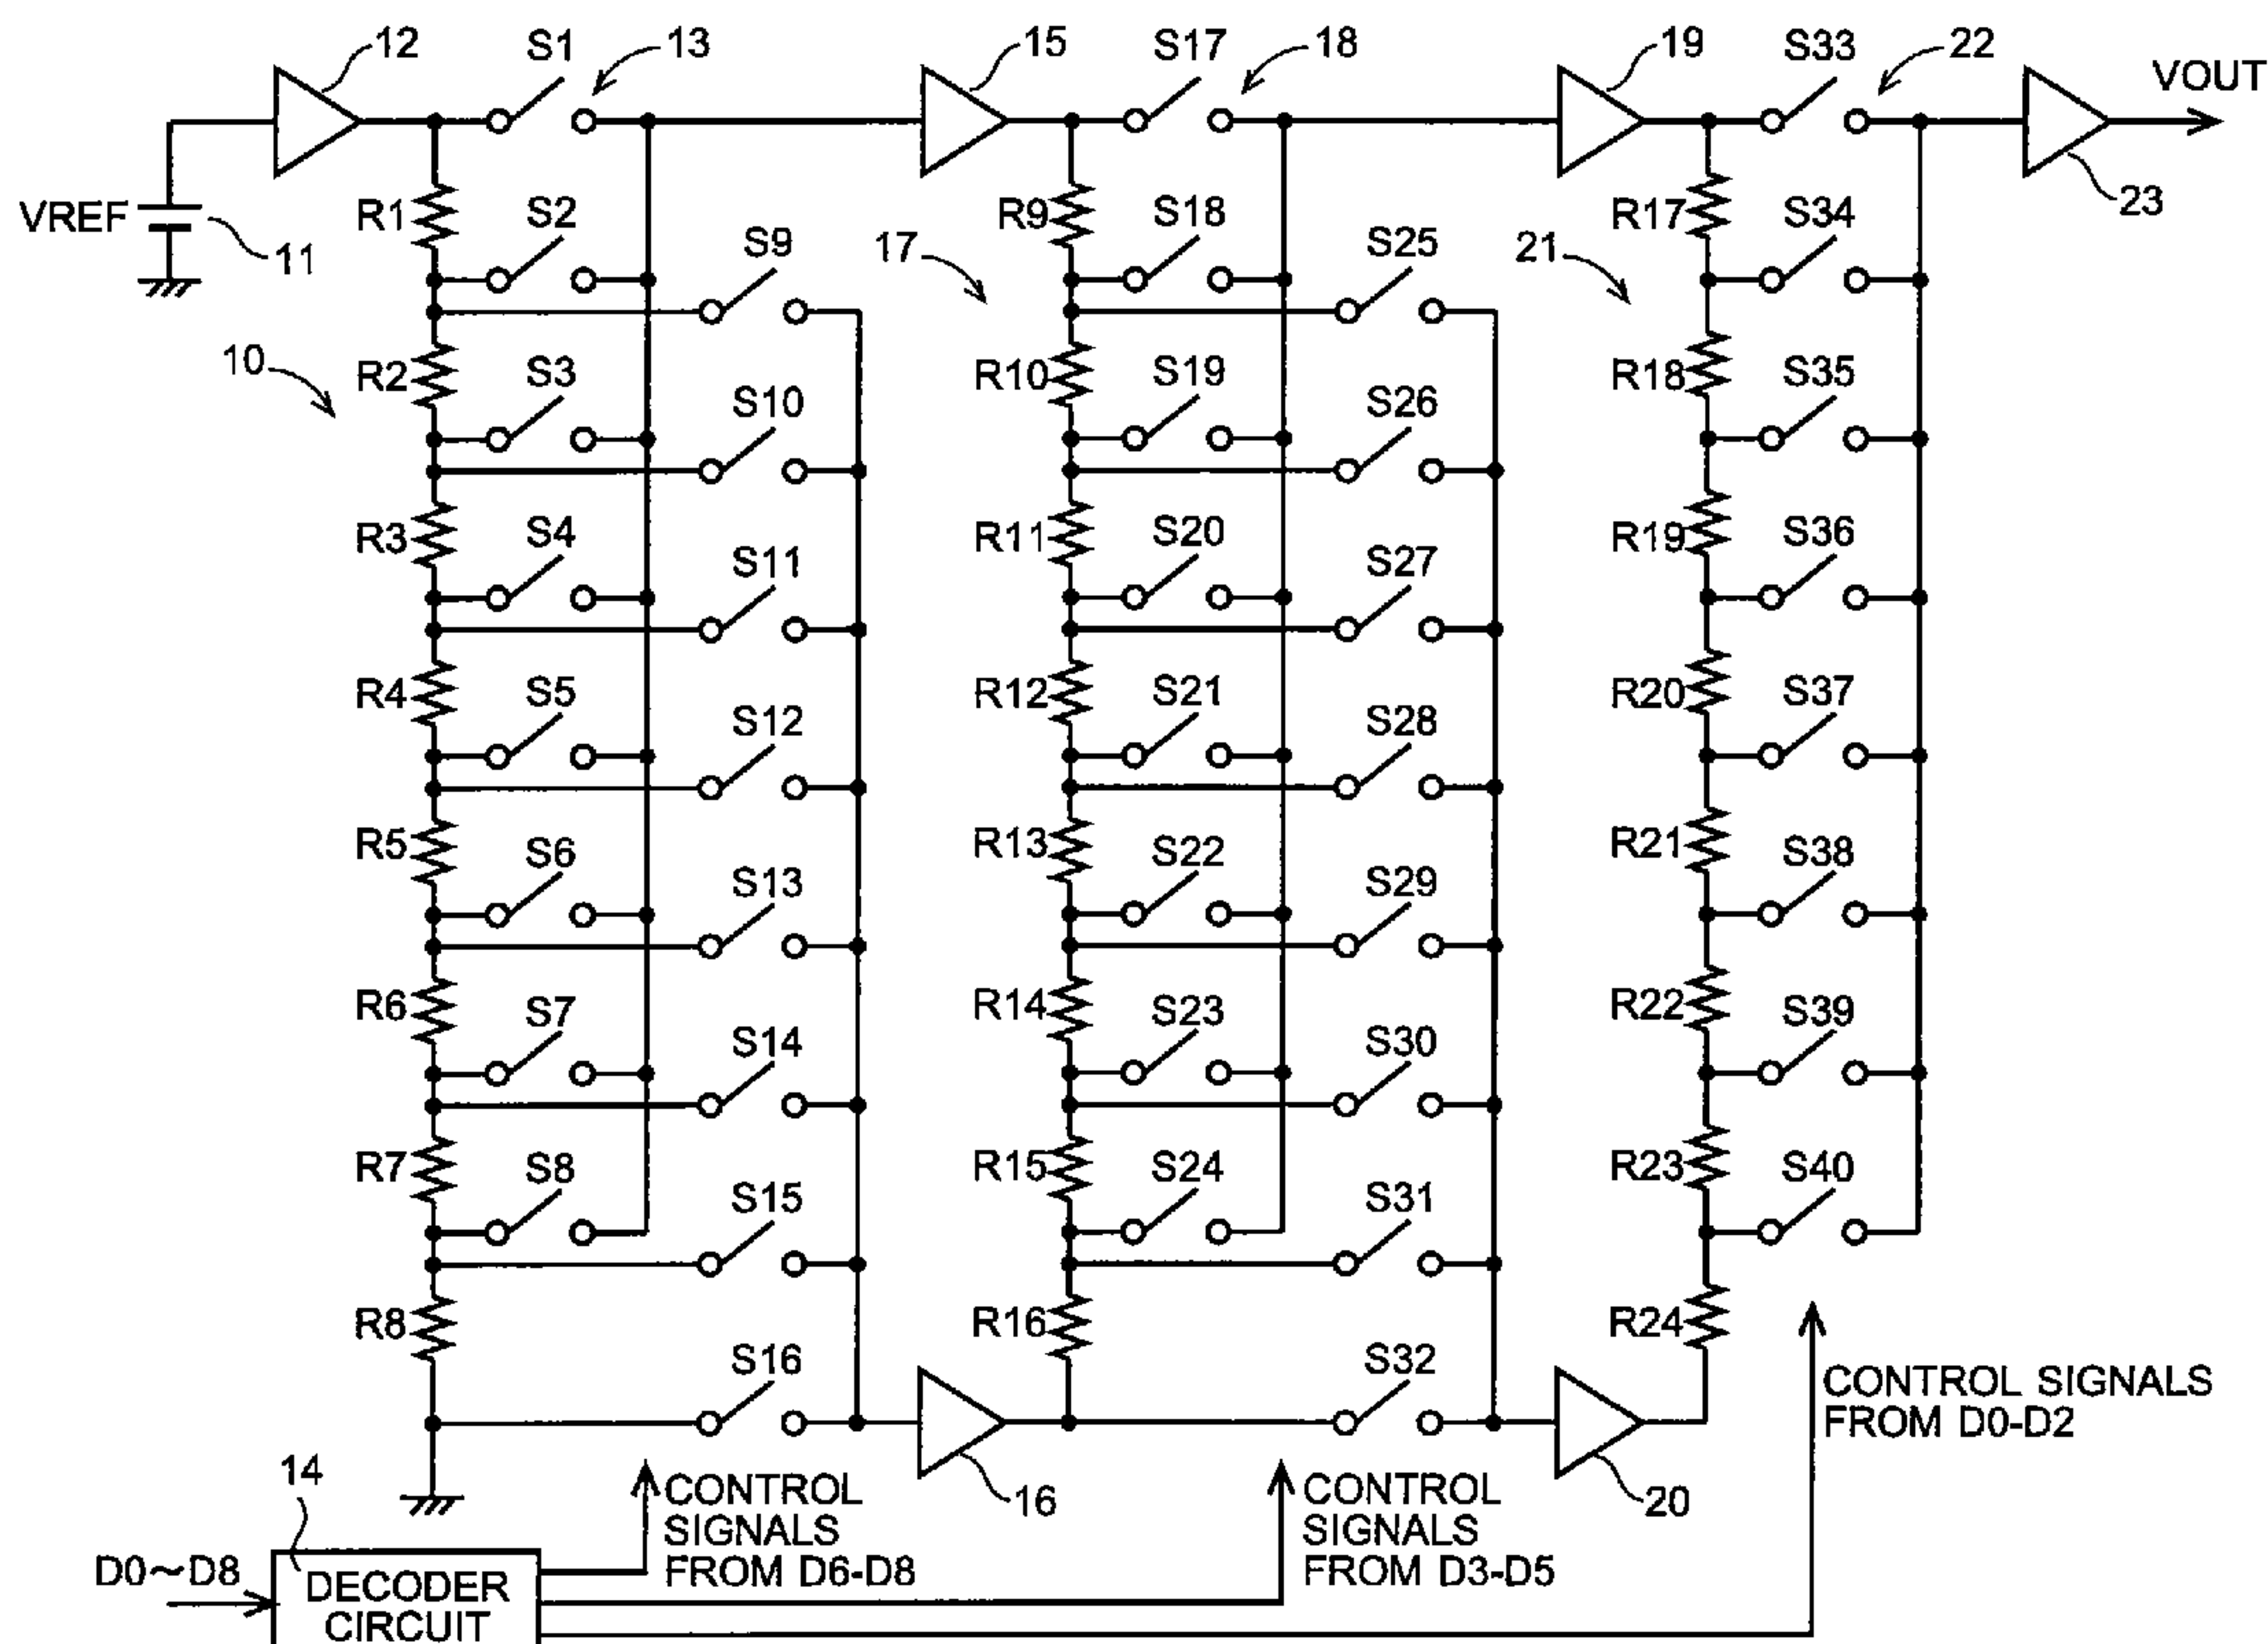 12
S1
13
15
S17
18
19
S33
22
VOUT
VREF
11
R1
S2
S9
17
R9
S18
S25
21
R17
S34
23
10
R2
S3
S10
R10
S19
S26
R18
S35
R3
S4
S11
R11
S20
S27
R19
S36
R4
S5
S12
R12
S21
S28
R20
S37
R5
S6
S13
R13
S22
S29
R21
S38
R6
S7
S14
R14
S23
S30
R22
S39
R7
S8
S15
R15
S24
S31
R23
S40
R8
S16
R16
S32
R24
14
16
20
CONTROL SIGNALS
FROM D0-D2
CONTROL
SIGNALS
FROM D6-D8
CONTROL
SIGNALS
FROM D3-D5
D0~D8
DECODER
CIRCUIT